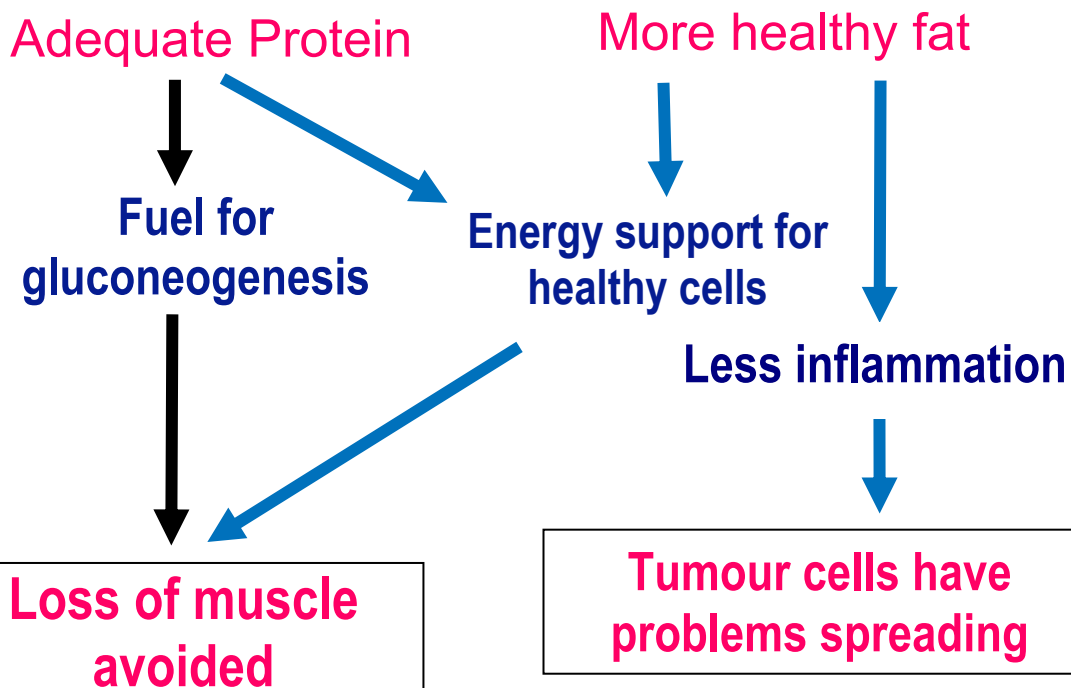 Adequate Protein
More healthy fat
Fuel for
gluconeogenesis
Energy support for
healthy cells
Less inflammation
Loss of muscle
avoided
Tumour cells have
problems spreading